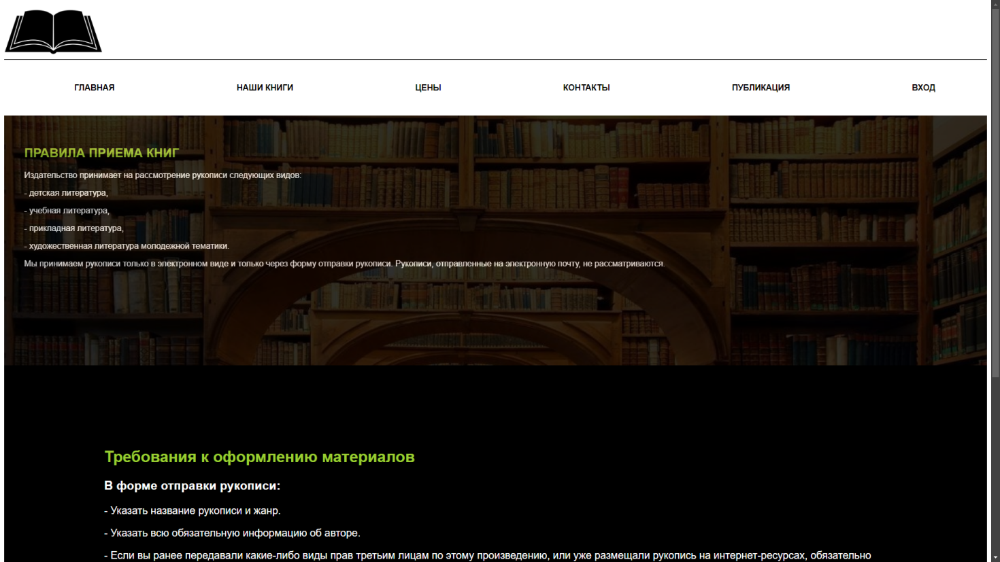 ГЛАВНАЯ
НАШИ КНИГИ
ЦЕНЫ
КОНТАКТЫ
ПУБЛИКАЦИЯ
ВХОД
ПРАВИЛА ПРИЕМА КНИГ
Издательство принимает на рассмотрение рукописи следующих видов:
- детская литература,
- учебная литература,
- прикладная литература,
- художественная литература молодежной тематики.
Мы принимаем рукописи только в электронном виде и только через форму отправки рукописи. Рукописи, отправленные на электронную почту, не рассматриваются.
Требования к оформлению материалов
В форме отправки рукописи:
- Указать название рукописи и жанр.
- Указать всю обязательную информацию об авторе.
- Если вы ранее передавали какие-либо виды прав третьим лицам по этому произведению, или уже размещали рукопись на интернет-ресурсах, обязательно